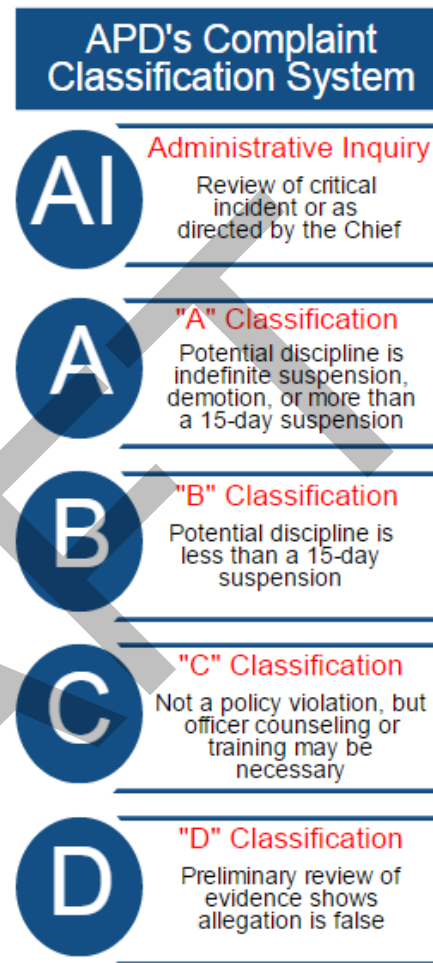 APD's Complaint
Classification System
AI
Administrative Inquiry
Review of critical
incident or as
directed by the Chief
A
"A" Classification
Potential discipline is
indefinite suspension,
demotion, or more than
a 15-day suspension
B
"B" Classification
Potential discipline is
less than a 15-day
suspension
C
"C" Classification
Not a policy violation, but
officer counseling or
training may be
necessary
D
"D" Classification
Preliminary review of
evidence shows
allegation is false